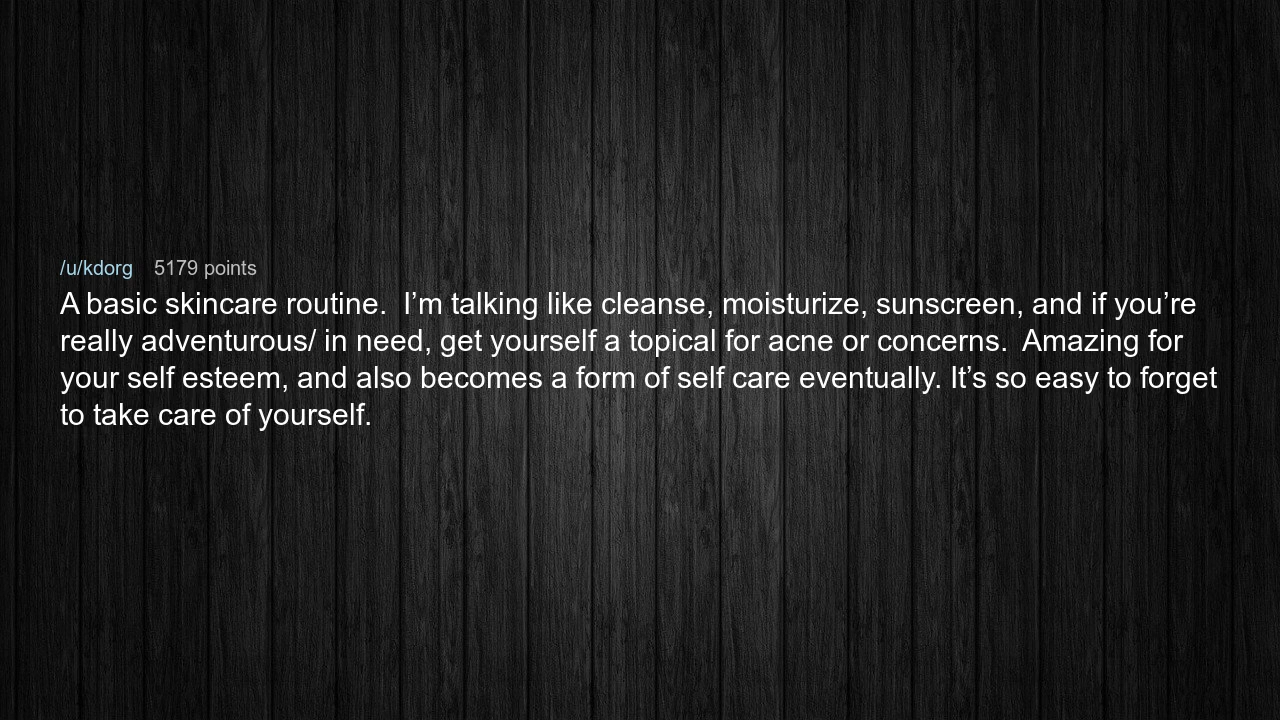 /u/kdorg 5179 points
A basic skincare routine.  I’m talking like cleanse, moisturize, sunscreen, and if you’re
really adventurous/ in need, get yourself a topical for acne or concerns.  Amazing for
your self esteem, and also becomes a form of self care eventually. It’s so easy to forget
to take care of yourself.